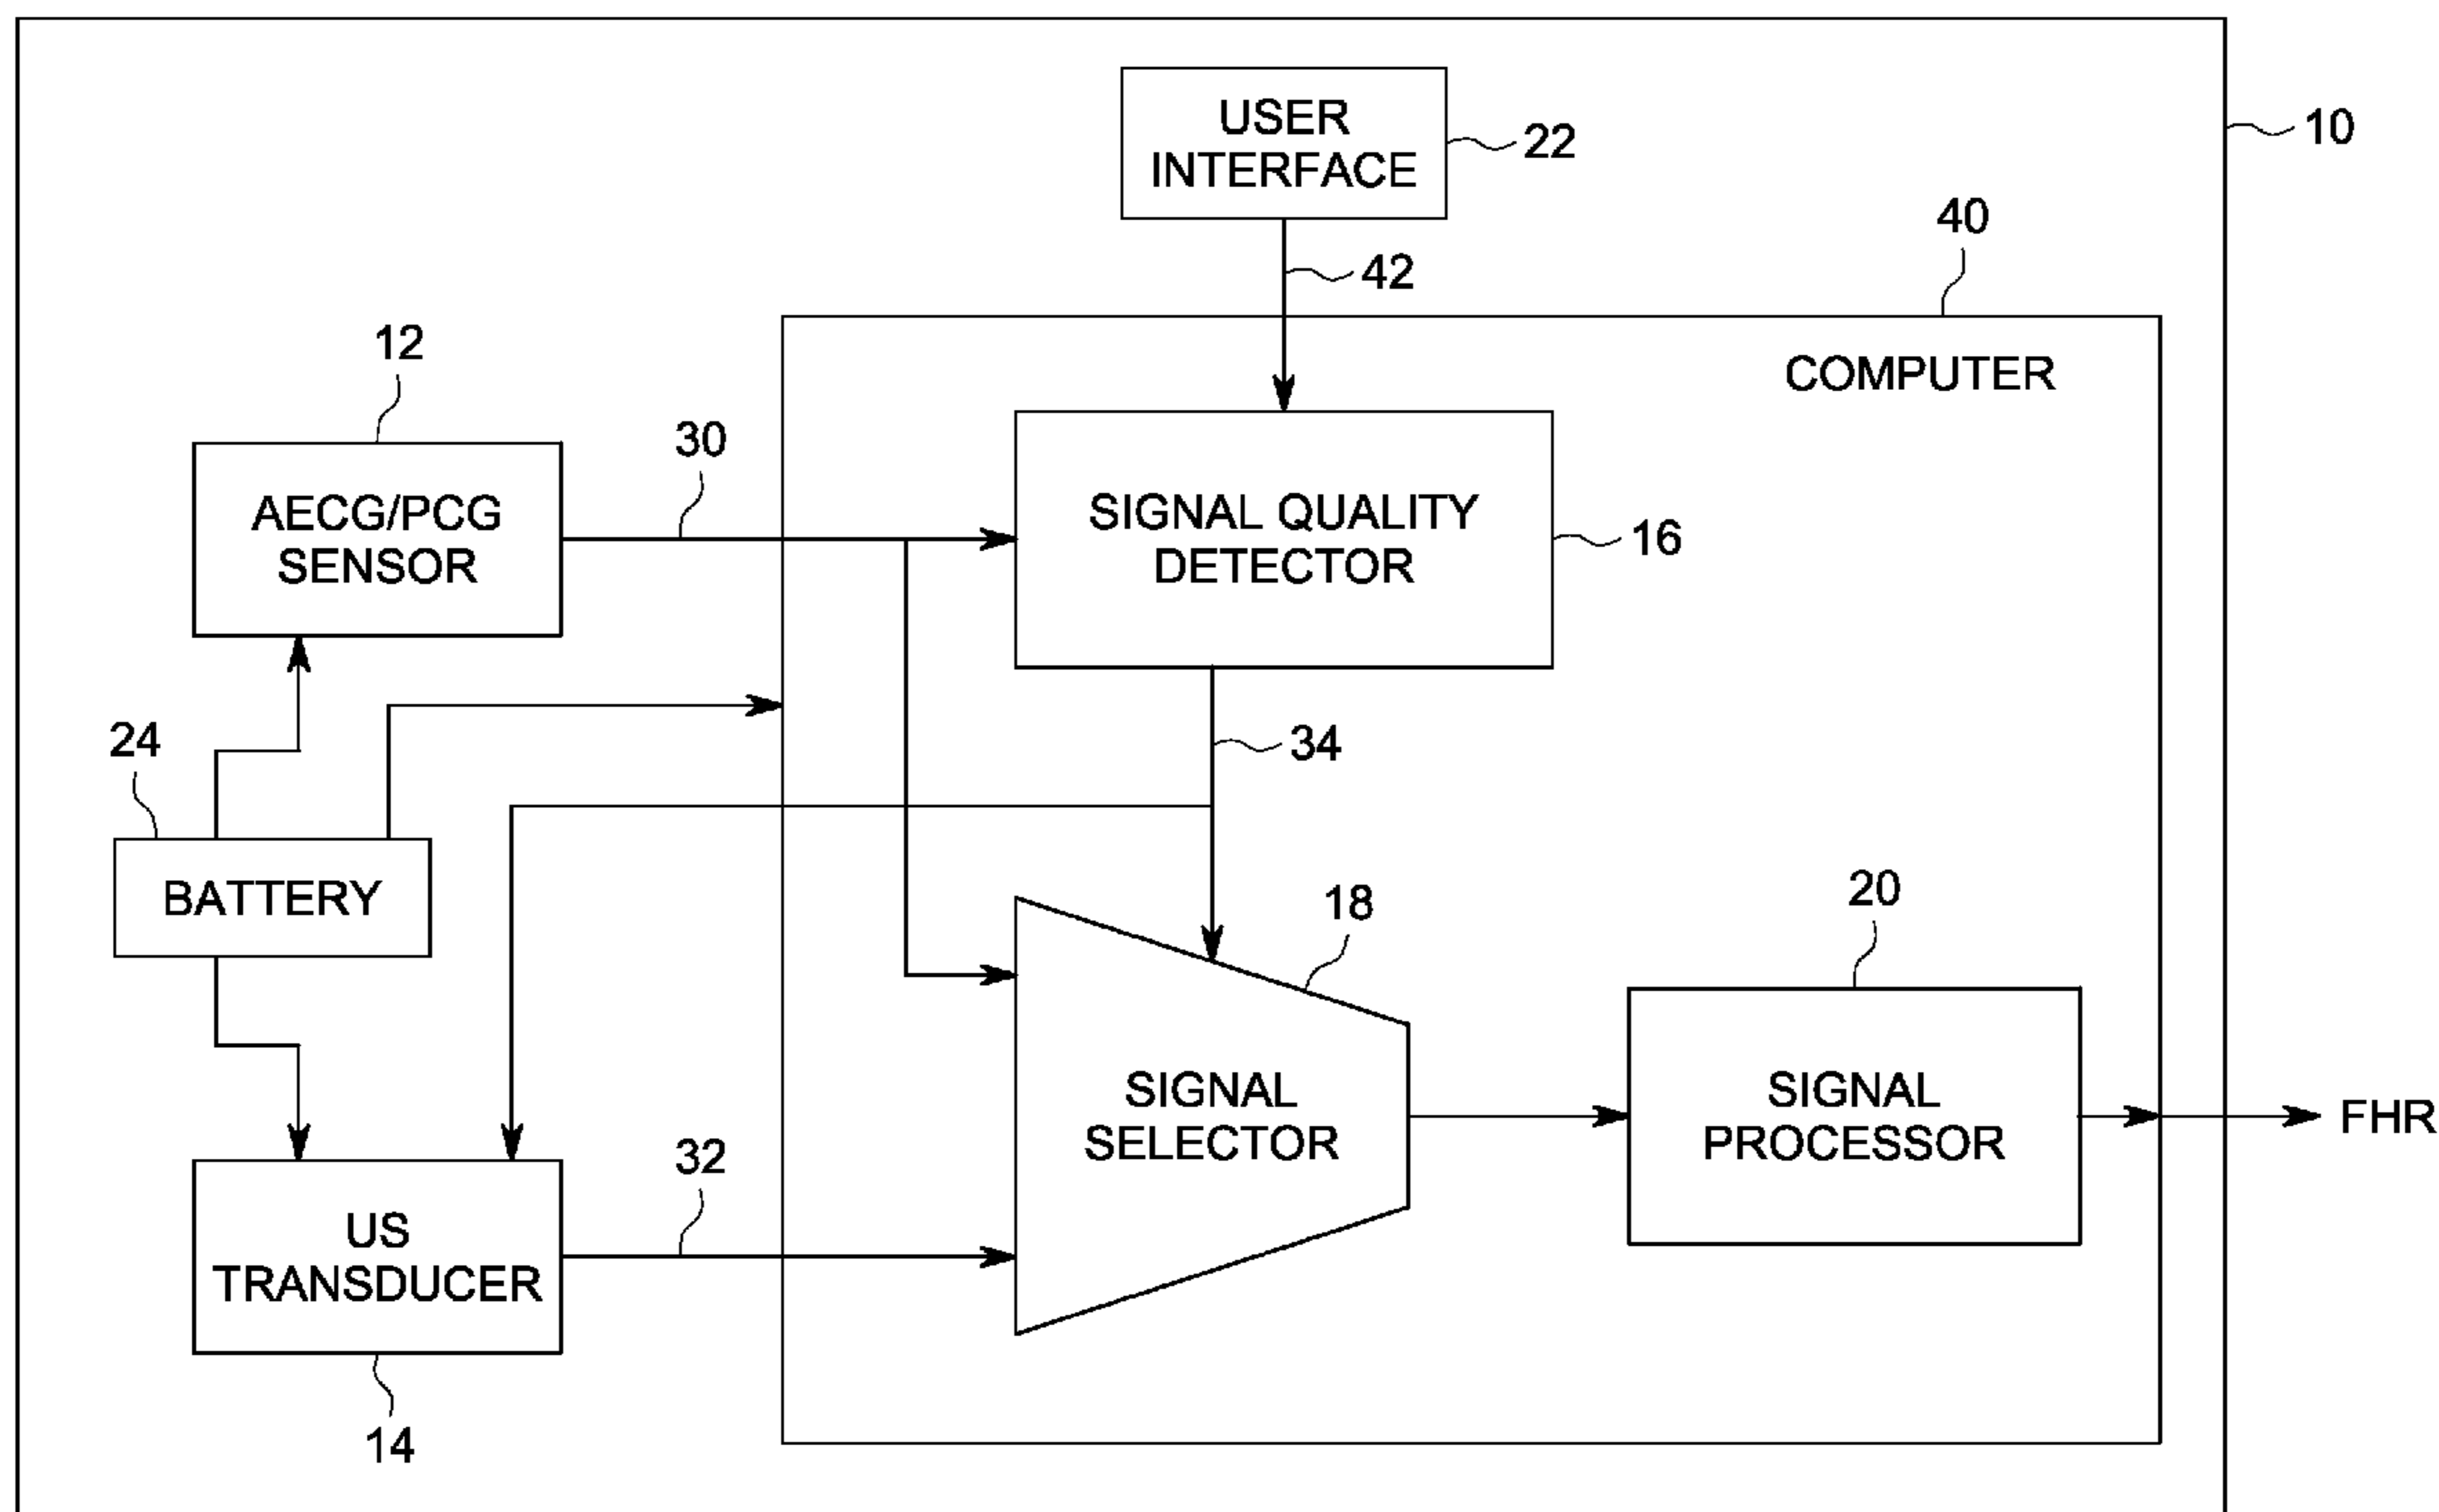 USER
INTERFACE
22
10
40
42
COMPUTER
12
30
AECG/PCG
SENSOR
SIGNAL QUALITY
DETECTOR
16
24
34
BATTERY
18
20
SIGNAL
SELECTOR
SIGNAL
PROCESSOR
FHR
32
US
TRANSDUCER
14